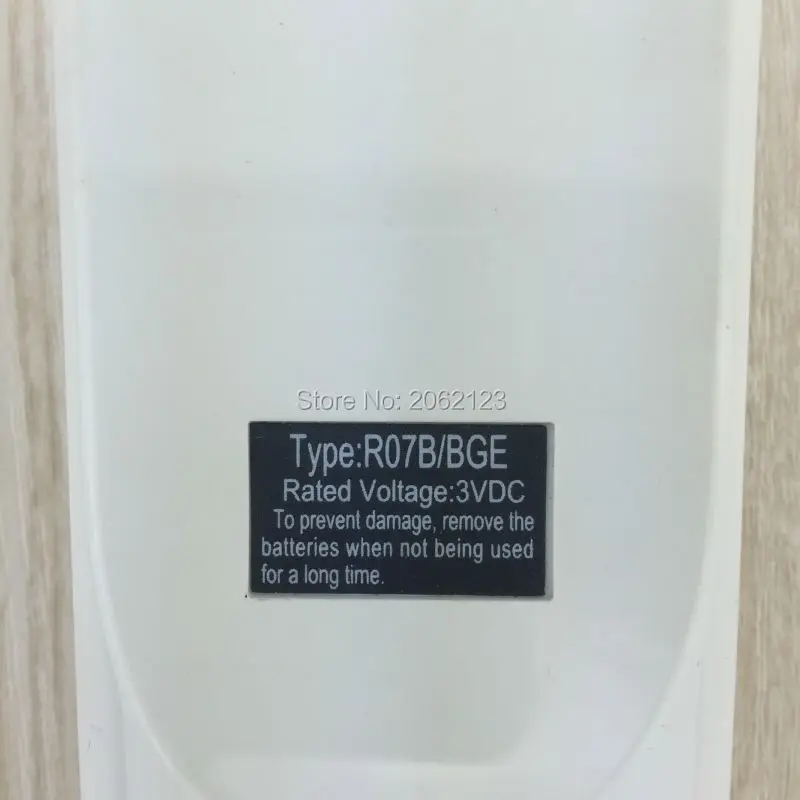 Store No: 2062123
Type:R07B/BGE
Rated Voltage:3VDC
To prevent damage, remove the
batteries when not being used
for a long time.